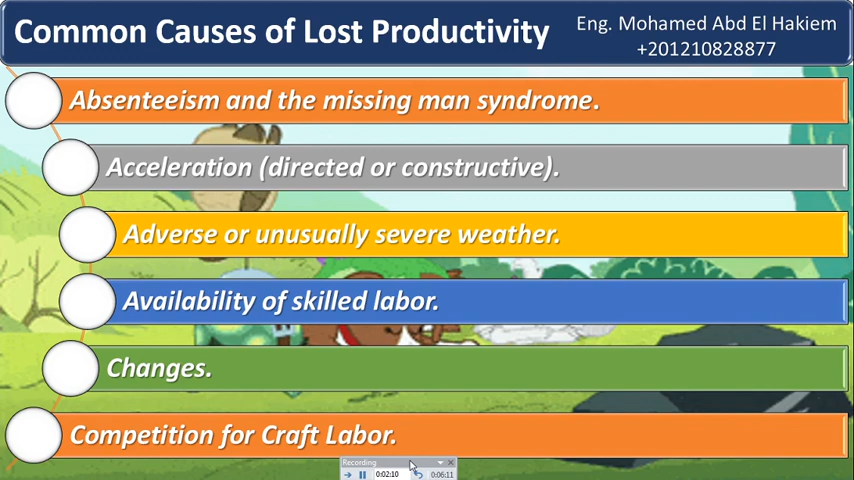 Common Causes of Lost Productivity
Eng. Mohamed Abd El Hakiem
+201210828877
Absenteeism and the missing man syndrome.
Acceleration (directed or constructive).
Adverse or unusually severe weather.
Availability of skilled labor.
Changes.
Competition for Craft Labor.
Recording
0:02:10 0:06:11